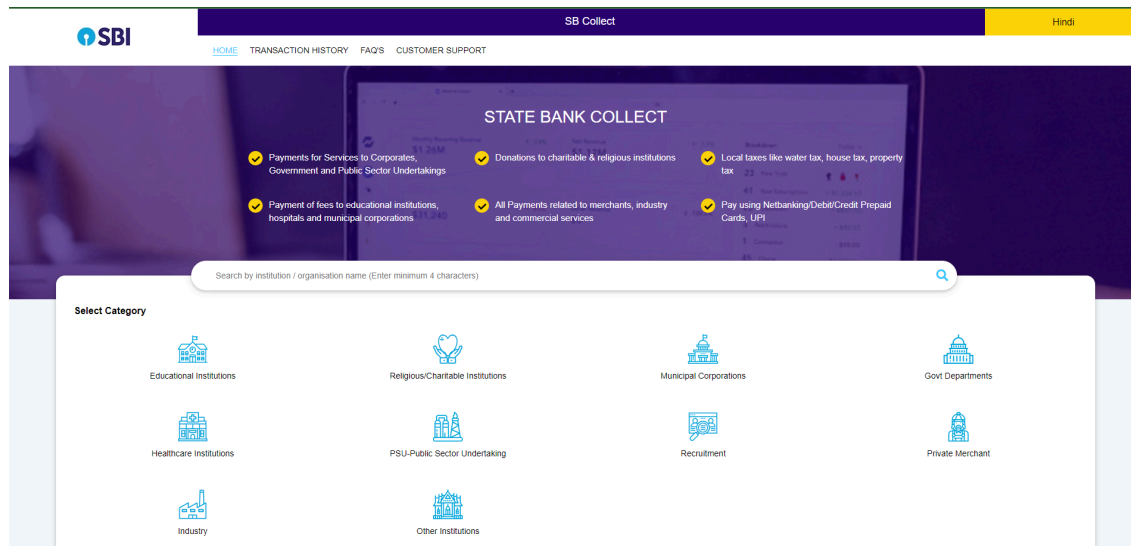 SBI
SB Collect
Hindi
HOME TRANSACTION HISTORY FAQ'S CUSTOMER SUPPORT
STATE BANK COLLECT
Payments for Services to Corporates,
Government and Public Sector Undertakings
Donations to charitable & religious institutions
Local taxes like water tax, house tax, property
tax
Payment of fees to educational institutions,
hospitals and municipal corporations
All Payments related to merchants, industry
and commercial services
Pay using Netbanking/Debit/Credit Prepaid
Cards, UPI
Search by institution / organisation name (Enter minimum 4 characters)
Select Category
Educational Institutions
Religious/Charitable Institutions
Municipal Corporations
Govt Departments
Healthcare Institutions
PSU-Public Sector Undertaking
Recruitment
Private Merchant
Industry
Other Institutions